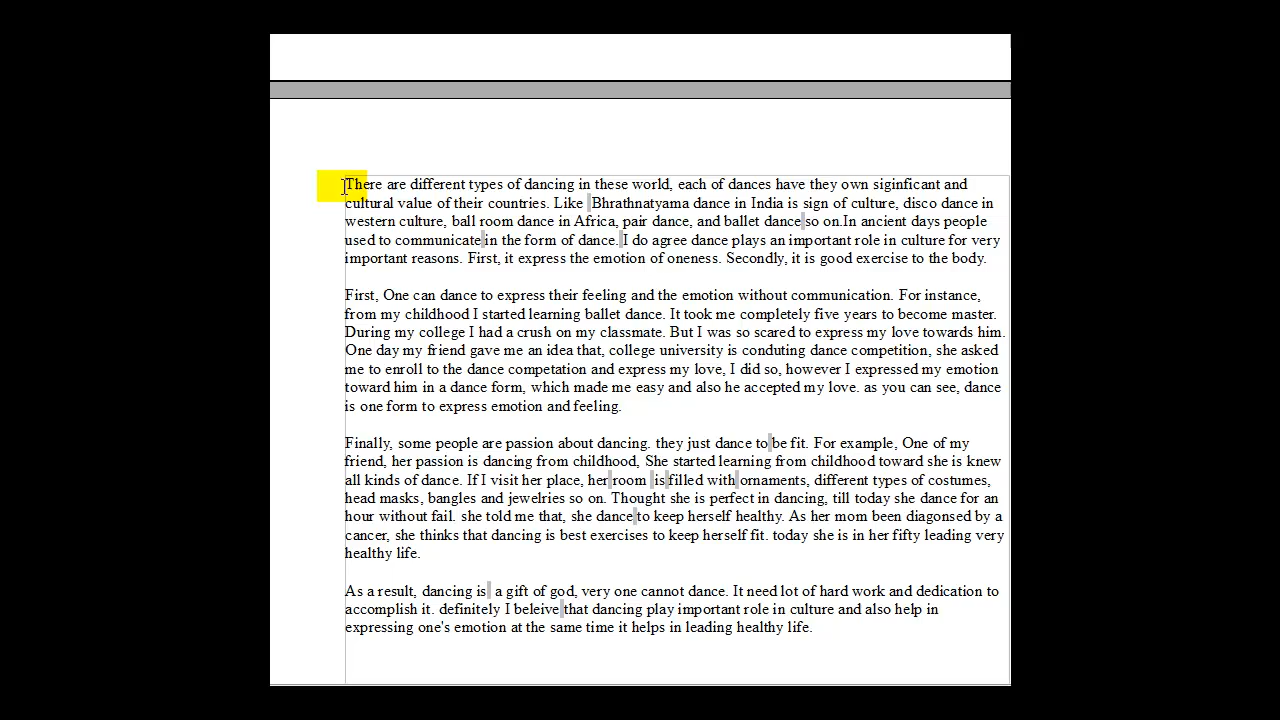 There are different types of dancing in these world, each of dances have they own siginficant and
cultural value of their countries. Like  Bhrathnatyama dance in India is sign of culture, disco dance in
western culture, ball room dance in Africa, pair dance, and ballet dance so on.In ancient days people
used to communicate in the form of dance. I do agree dance plays an important role in culture for very
important reasons. First, it express the emotion of oneness. Secondly, it is good exercise to the body.
First, One can dance to express their feeling and the emotion without communication. For instance,
from my childhood I started learning ballet dance. It took me completely five years to become master.
During my college I had a crush on my classmate. But I was so scared to express my love towards him.
One day my friend gave me an idea that, college university is conduting dance competition, she asked
me to enroll to the dance competation and express my love, I did so, however I expressed my emotion
toward him in a dance form, which made me easy and also he accepted my love. as you can see, dance
is one form to express emotion and feeling.
Finally, some people are passion about dancing. they just dance to be fit. For example, One of my
friend, her passion is dancing from childhood, She started learning from childhood toward she is knew
all kinds of dance. If I visit her place, her room  is filled with ornaments, different types of costumes,
head masks, bangles and jewelries so on. Thought she is perfect in dancing, till today she dance for an
hour without fail. she told me that, she dance to keep herself healthy. As her mom been diagonsed by a
cancer, she thinks that dancing is best exercises to keep herself fit. today she is in her fifty leading very
healthy life.
As a result, dancing is  a gift of god, very one cannot dance. It need lot of hard work and dedication to
accomplish it. definitely I beleive that dancing play important role in culture and also help in
expressing one's emotion at the same time it helps in leading healthy life.